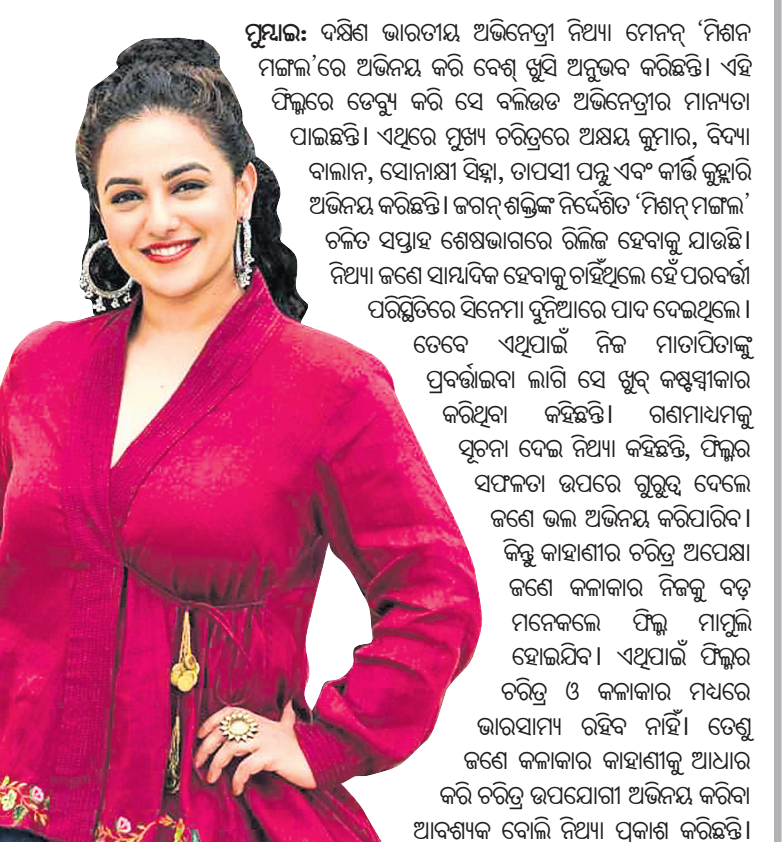 ମୁମ୍ବାଇ: ଦକ୍ଷିଣ ଭାରତୀୟ ଅଭିନେତ୍ରୀ ନିଥ୍ୟା ମେନନ୍ ‘ମିଶନ
ମଙ୍ଗଲ’ରେ ଅଭିନୟ କରି ବେଶ୍ ଖୁସି ଅନୁଭବ କରିଛନ୍ତି। ଏହି
ଫିଲ୍ମରେ ଡେବ୍ୟୁ କରି ସେ ବଲିଉଡ ଅଭିନେତ୍ରୀର ମାନ୍ୟତା
ପାଇଛନ୍ତି। ଏଥିରେ ମୁଖ୍ୟ ଚରିତ୍ରରେ ଅକ୍ଷୟ କୁମାର, ବିଦ୍ୟା
ବାଲାନ, ସୋନାକ୍ଷୀ ସିହ୍ନା, ତାପସୀ ପନ୍ନୁ ଏବଂ କୀର୍ତ୍ତି କୁହ୍ଲାରି
ଅଭିନୟ କରିଛନ୍ତି। ଜଗନ୍ ଶକ୍ତିଙ୍କ ନିର୍ଦ୍ଦେଶିତ ‘ମିଶନ୍ ମଙ୍ଗଲ’
ଚଳିତ ସପ୍ତାହ ଶେଷଭାଗରେ ରିଲିଜ ହେବାକୁ ଯାଉଛି।
ନିଥ୍ୟା ଜଣେ ସାମ୍ବାଦିକ ହେବାକୁ ଚାହିଁଥିଲେ ହେଁ ପରବର୍ତ୍ତୀ
ପରିସ୍ଥିତିରେ ସିନେମା ଦୁନିଆରେ ପାଦ ଦେଇଥିଲେ।
ତେବେ ଏଥିପାଇଁ ନିଜ ମାତାପିତାଙ୍କୁ
ପ୍ରବର୍ତ୍ତାଇବା ଲାଗି ସେ ଖୁବ୍ କଷ୍ଟସ୍ୱୀକାର
କରିଥିବା କହିଛନ୍ତି। ଗଣମାଧ୍ୟମକୁ
ସୂଚନା ଦେଇ ନିଥ୍ୟା କହିଛନ୍ତି, ଫିଲ୍ମର
ସଫଳତା ଉପରେ ଗୁରୁତ୍ୱ ଦେଲେ
ଜଣେ ଭଲ ଅଭିନୟ କରିପାରିବ।
କିନ୍ତୁ କାହାଣୀର ଚରିତ୍ର ଅପେକ୍ଷା
ଜଣେ କଳାକାର ନିଜକୁ ବଡ଼
ମନେକଲେ ଫିଲ୍ମ ମାମୁଲି
ହୋଇଯିବ। ଏଥିପାଇଁ ଫିଲ୍ମର
ଚରିତ୍ର ଓ କଳାକାର ମଧ୍ୟରେ
ଭାରସାମ୍ୟ ରହିବ ନାହିଁ। ତେଣୁ
ଜଣେ କଳାକାର କାହାଣୀକୁ ଆଧାର
କରି ଚରିତ୍ର ଉପଯୋଗୀ ଅଭିନୟ କରିବା
ଆବଶ୍ୟକ ବୋଲି ନିଥ୍ୟା ପ୍ରକାଶ କରିଛନ୍ତି।